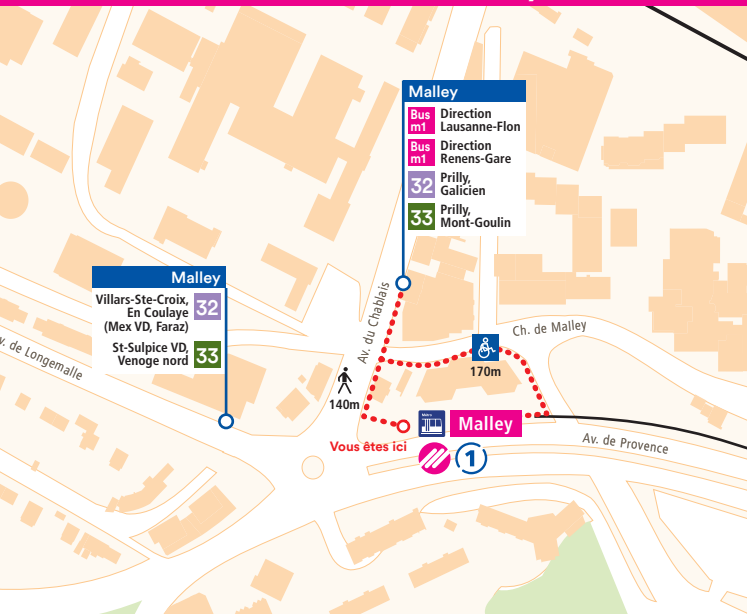 Malley
Bus
m1
Direction
Lausanne-Flon
Bus
m1
Direction
Renens-Gare
32
Prilly,
Galicien
33
Prilly,
Mont-Goulin
Malley
Villars-Ste-Croix,
En Coulaye
(Mex VD, Faraz)
32
St-Sulpice VD,
Venoge nord
33
Av. du Chablais
Ch. de Malley
v. de Longemalle
170m
140m
Métro
Malley
Vous êtes ici
1
Av. de Provence